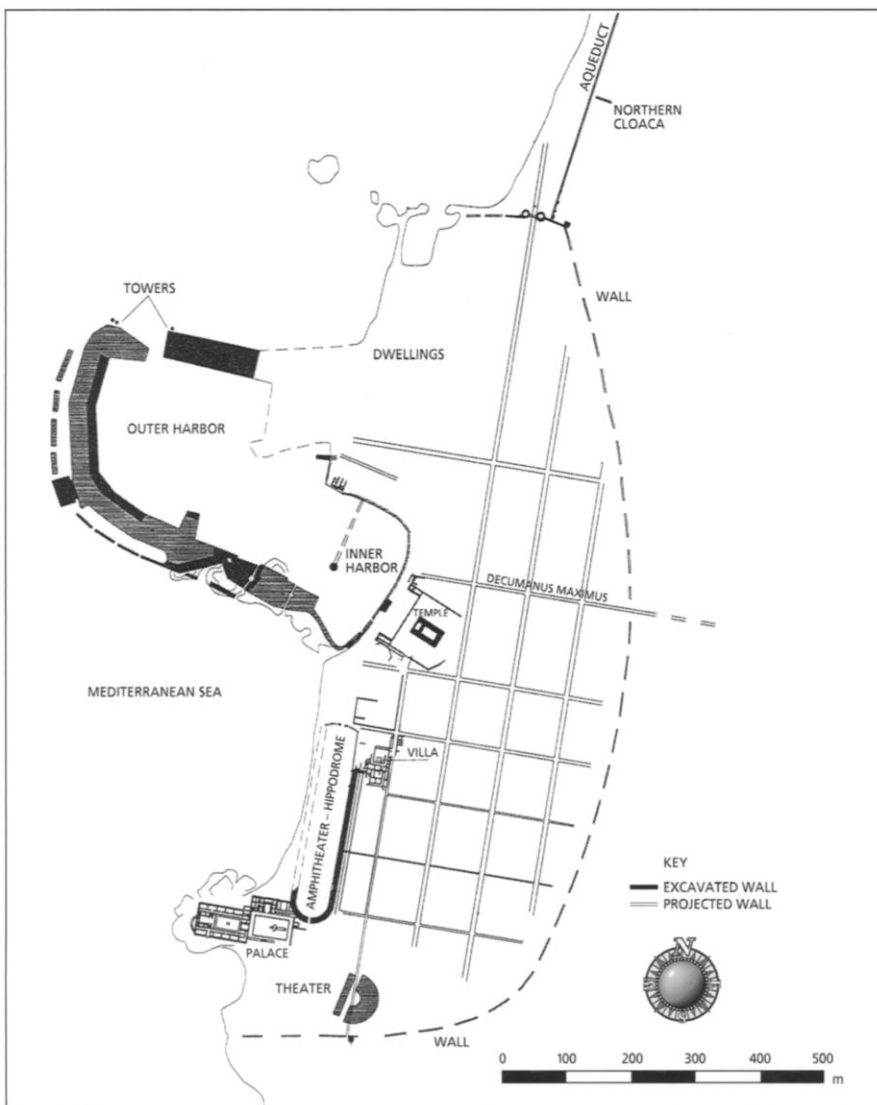 AQUEDUCT
NORTHERN
CLOACA
TOWERS
WALL
DWELLINGS
OUTER HARBOR
INNER
HARBOR
DECUMANUS MAXIMUS
TEMPLE
MEDITERRANEAN SEA
VILLA
AMPHITHEATER – HIPPODROME
KEY
EXCAVATED WALL
PROJECTED WALL
PALACE
N
THEATER
WALL
0 100 200 300 400 500
m